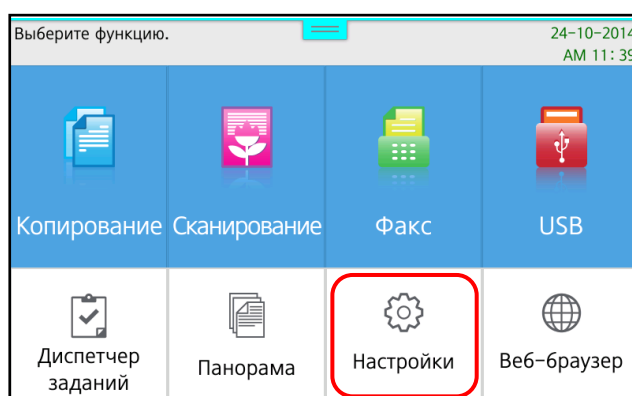 Выберите функцию.
24-10-2014
AM 11:39
Копирование
Сканирование
Факс
USB
Диспетчер
заданий
Панорама
Настройки
Веб-браузер